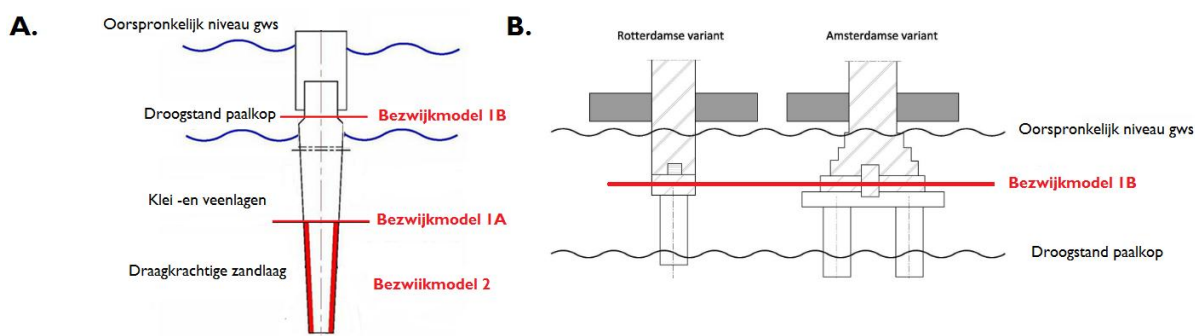 A.
Oorspronkelijk niveau gws
Droogstand paalkop
Bezwijkmodel 1B
Klei -en veenlagen
Bezwijkmodel 1A
Draagkrachtige zandlaag
Bezwijkmodel 2
B.
Rotterdamse variant
Amsterdamse variant
Oorspronkelijk niveau gws
Bezwijkmodel 1B
Droogstand paalkop